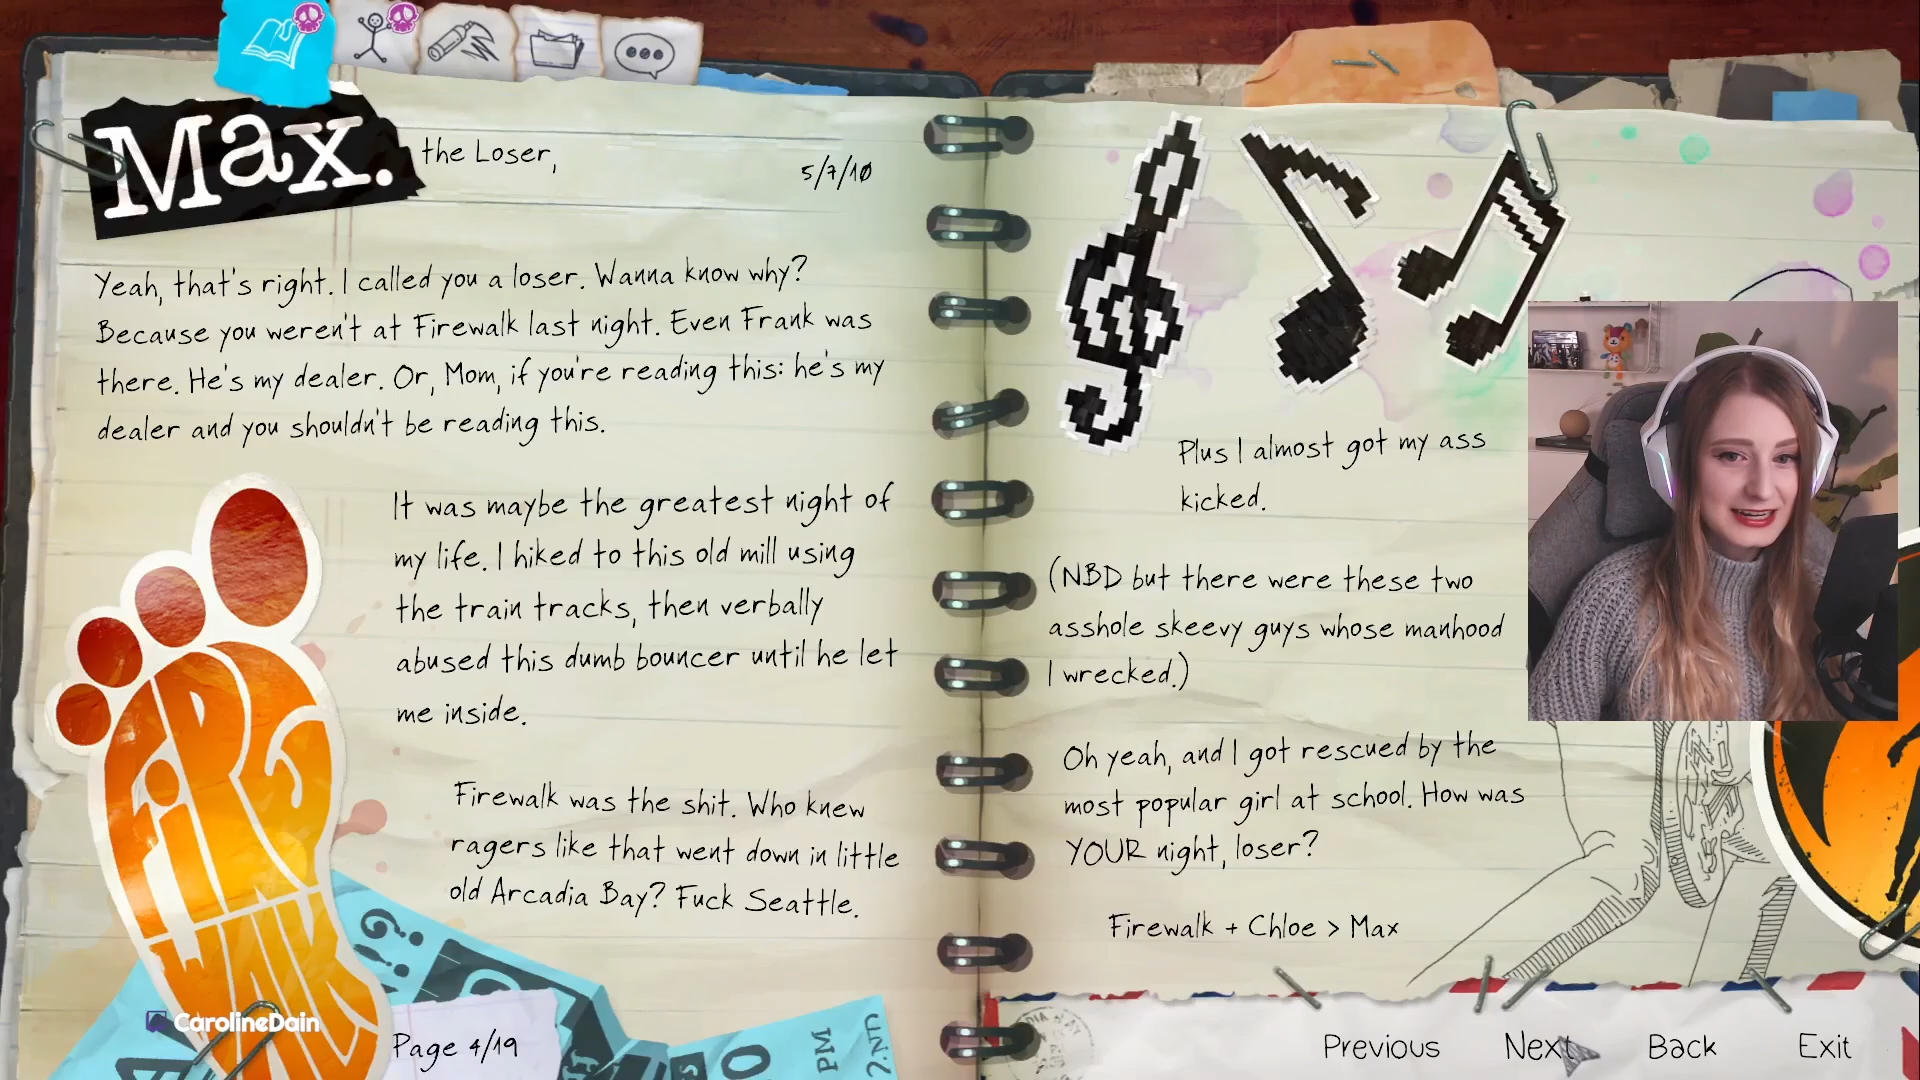 Max.
the Loser,
5/7/10
Yeah, that's right. I called you a loser. Wanna know why?
Because you weren't at Firewalk last night. Even Frank was
there. He's my dealer. Or, Mom, if you're reading this: he's my
dealer and you shouldn't be reading this.
It was maybe the greatest night of
my life. I hiked to this old mill using
the train tracks, then verbally
abused this dumb bouncer until he let
me inside.
Firewalk was the shit. Who knew
ragers like that went down in little
old Arcadia Bay? Fuck Seattle.
FIRE
WALK
CarolineDain
Page 4/19
PM
Plus I almost got my ass
kicked.
(NBD but there were these two
asshole skeevy guys whose manhood
I wrecked.)
Oh yeah, and I got rescued by the
most popular girl at school. How was
YOUR night, loser?
Firewalk + Chloe > Max
Previous
Next
Back
Exit